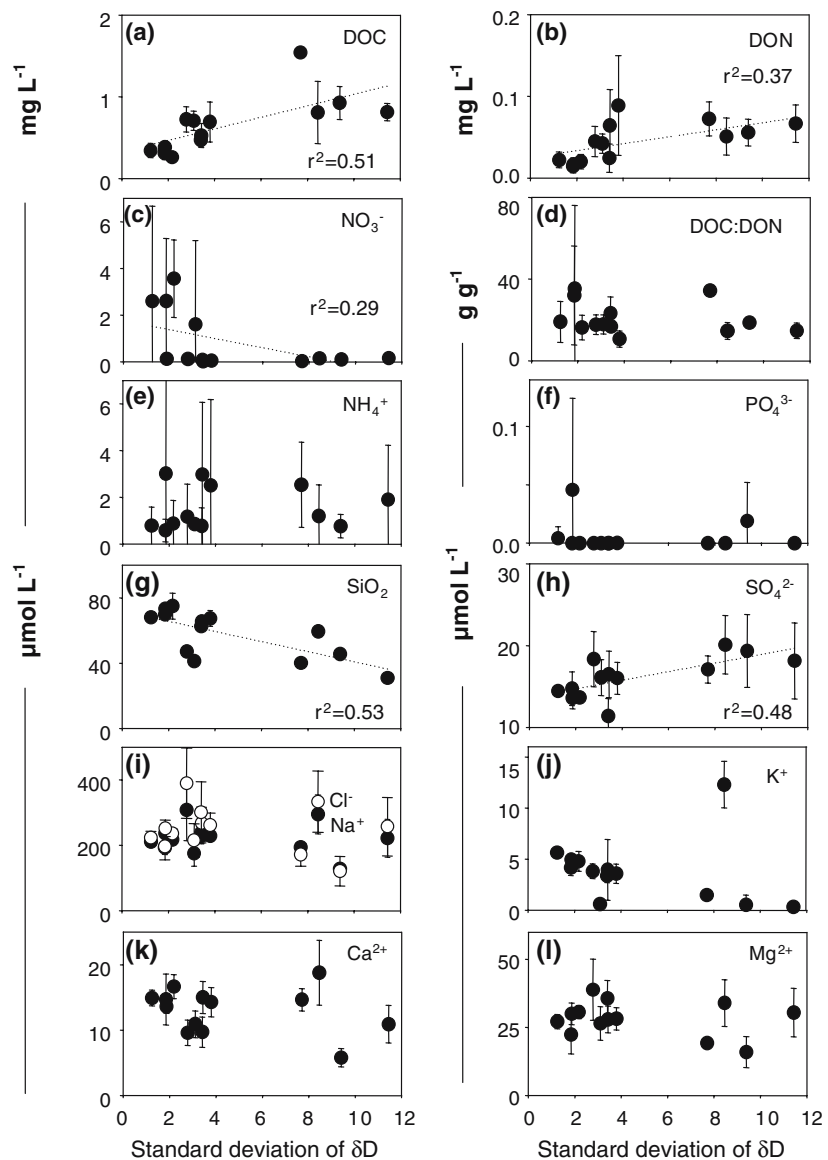 (a) DOC
2
1
0
mg L⁻¹
r²=0.51
(b) DON
0.2
0.1
0.0
mg L⁻¹
r²=0.37
(c) NO₃⁻
6
4
2
0
r²=0.29
(d) DOC:DON
80
40
0
g g⁻¹
(e) NH₄⁺
6
4
2
0
(f) PO₄³⁻
0.1
0.0
(g) SiO₂
80
40
0
µmol L⁻¹
r²=0.53
(h) SO₄²⁻
30
20
10
µmol L⁻¹
r²=0.48
(i)
400
200
0
Cl⁻
Na⁺
(j) K⁺
15
10
5
0
(k) Ca²⁺
20
10
0
(l) Mg²⁺
50
25
0
0 2 4 6 8 10 12
Standard deviation of δD
0 2 4 6 8 10 12
Standard deviation of δD